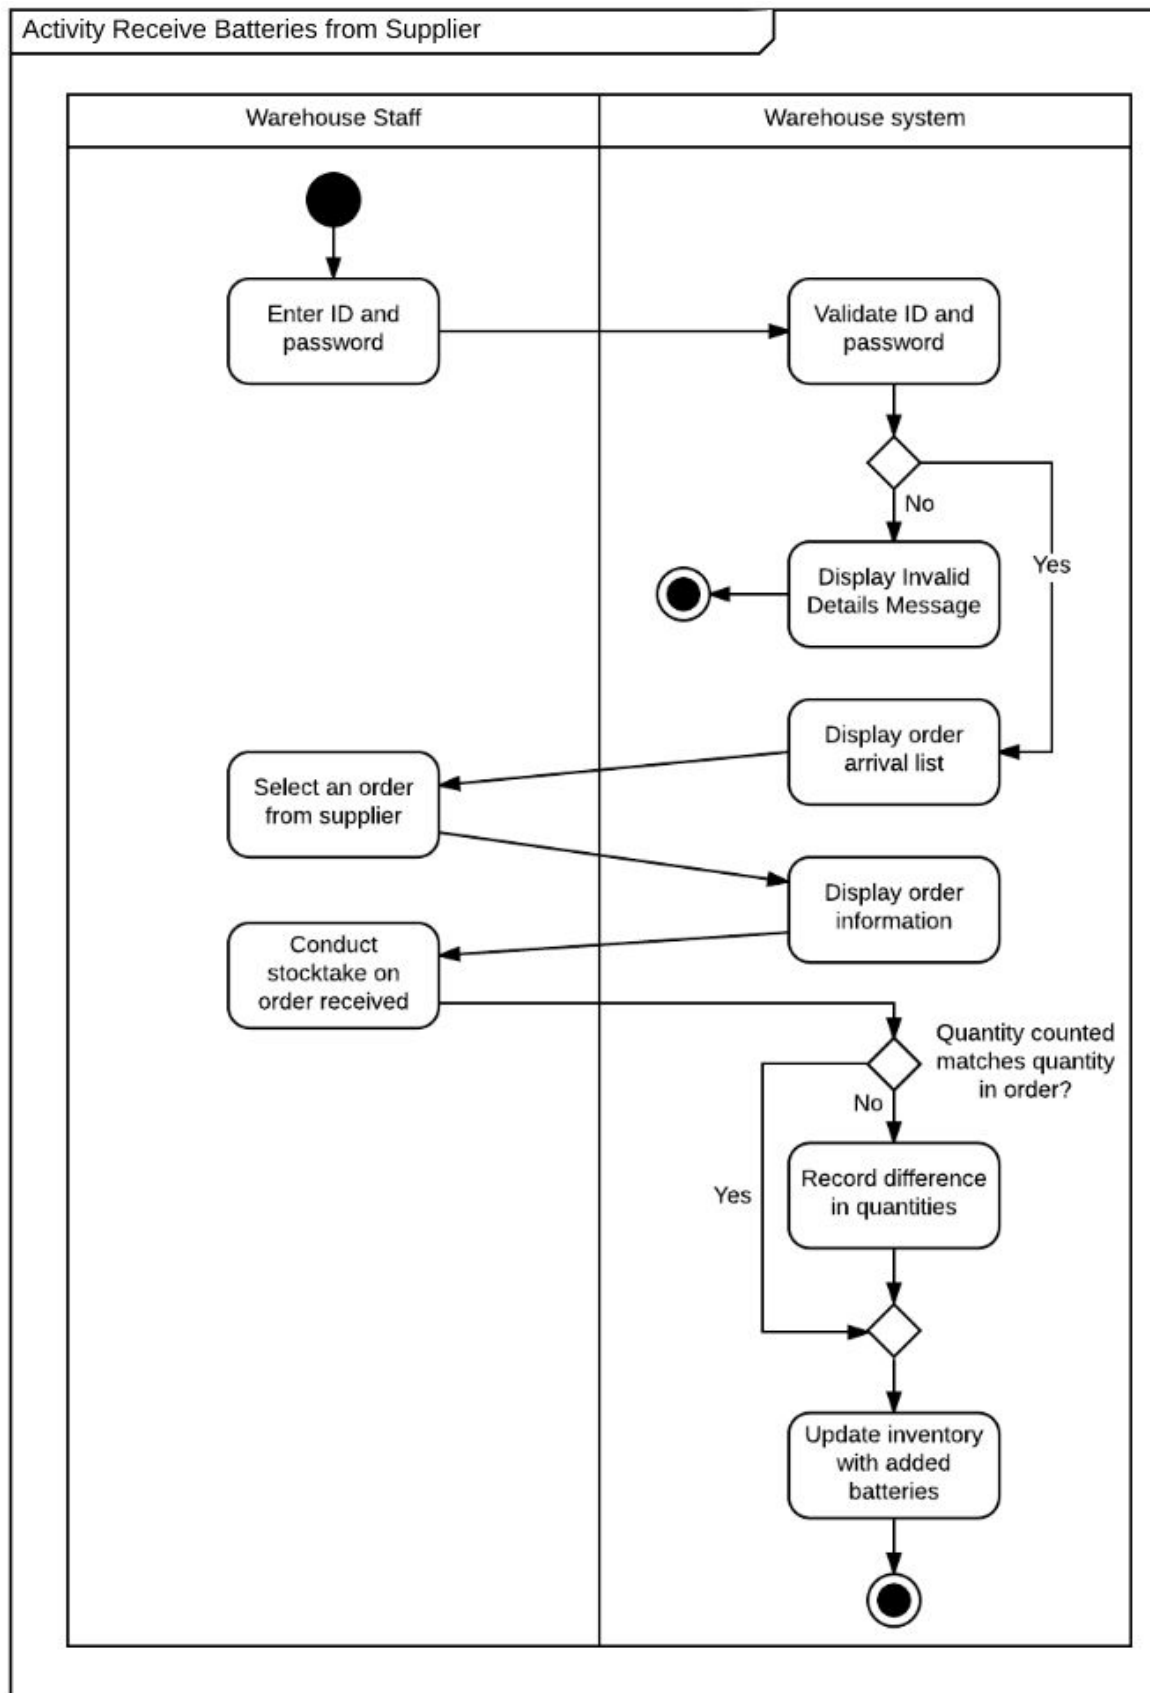 Activity Receive Batteries from Supplier
Warehouse Staff
Warehouse system
Enter ID and
password
Validate ID and
password
No
Yes
Display Invalid
Details Message
Display order
arrival list
Select an order
from supplier
Display order
information
Conduct
stocktake on
order received
Quantity counted
matches quantity
in order?
No
Yes
Record difference
in quantities
Update inventory
with added
batteries